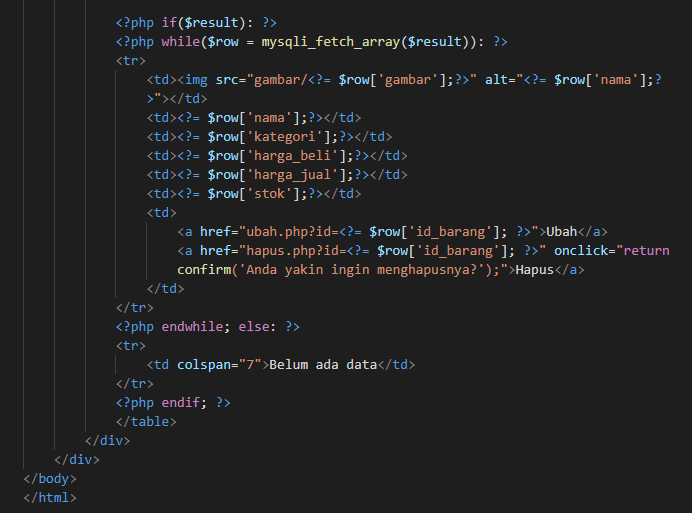 <?php if($result): ?>
<?php while($row = mysqli_fetch_array($result)): ?>
<tr>
<td><img src="gambar/<?= $row['gambar'];?>" alt="<?= $row['nama'];?
>"></td>
<td><?= $row['nama'];?></td>
<td><?= $row['kategori'];?></td>
<td><?= $row['harga_beli'];?></td>
<td><?= $row['harga_jual'];?></td>
<td><?= $row['stok'];?></td>
<td>
<a href="ubah.php?id=<?= $row['id_barang']; ?>">Ubah</a>
<a href="hapus.php?id=<?= $row['id_barang']; ?>" onclick="return
confirm('Anda yakin ingin menghapusnya?');">Hapus</a>
</td>
</tr>
<?php endwhile; else: ?>
<tr>
<td colspan="7">Belum ada data</td>
</tr>
<?php endif; ?>
</table>
</div>
</div>
</body>
</html>